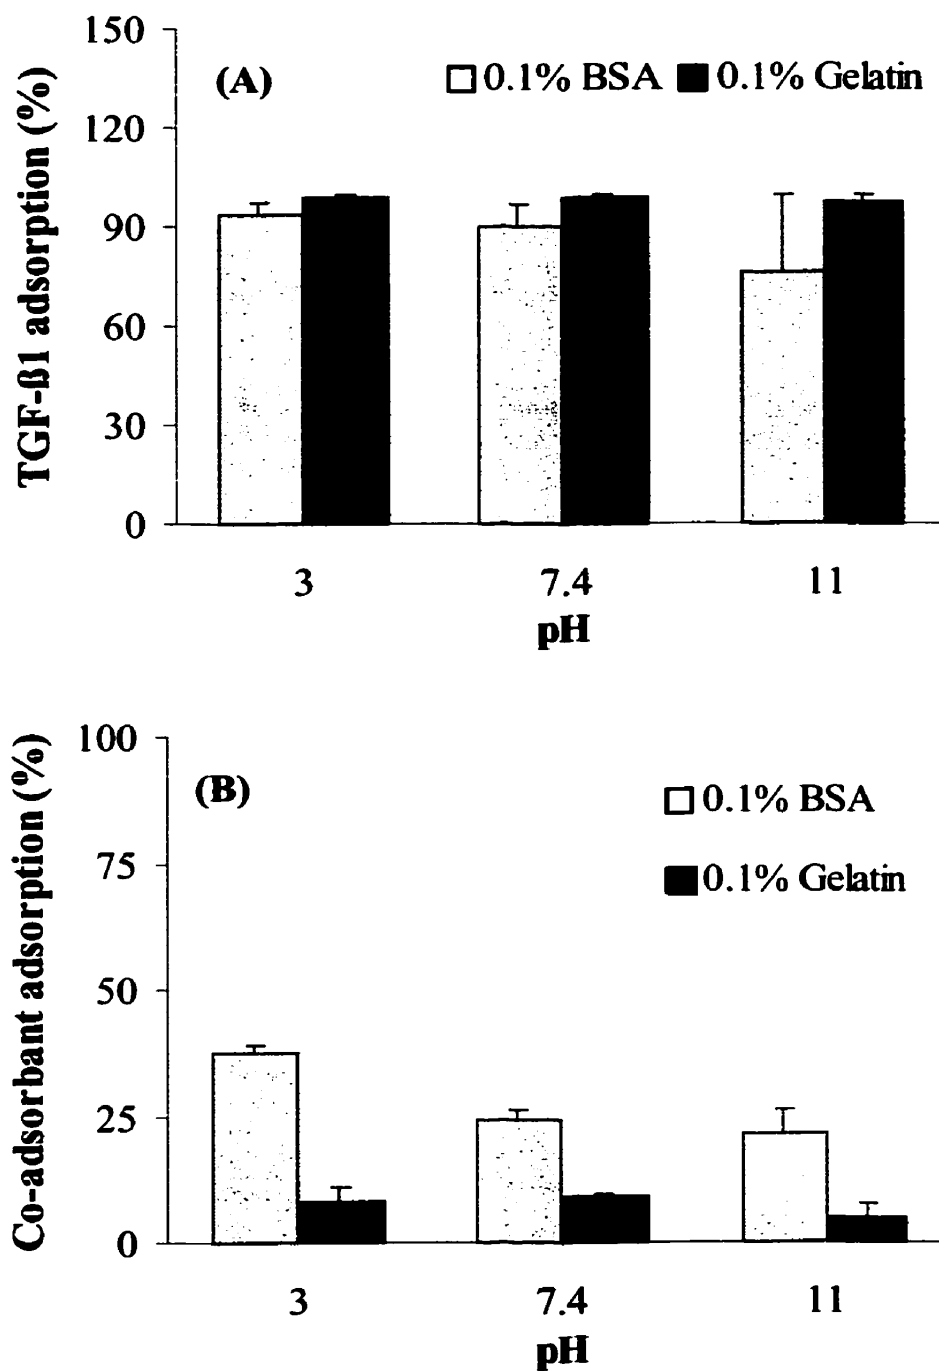 TGF-ß1 adsorption (%)
150
120
90
60
30
0
(A)
0.1% BSA
0.1% Gelatin
3
7.4
11
pH
Co-adsorbant adsorption (%)
100
75
50
25
0
(B)
0.1% BSA
0.1% Gelatin
3
7.4
11
pH